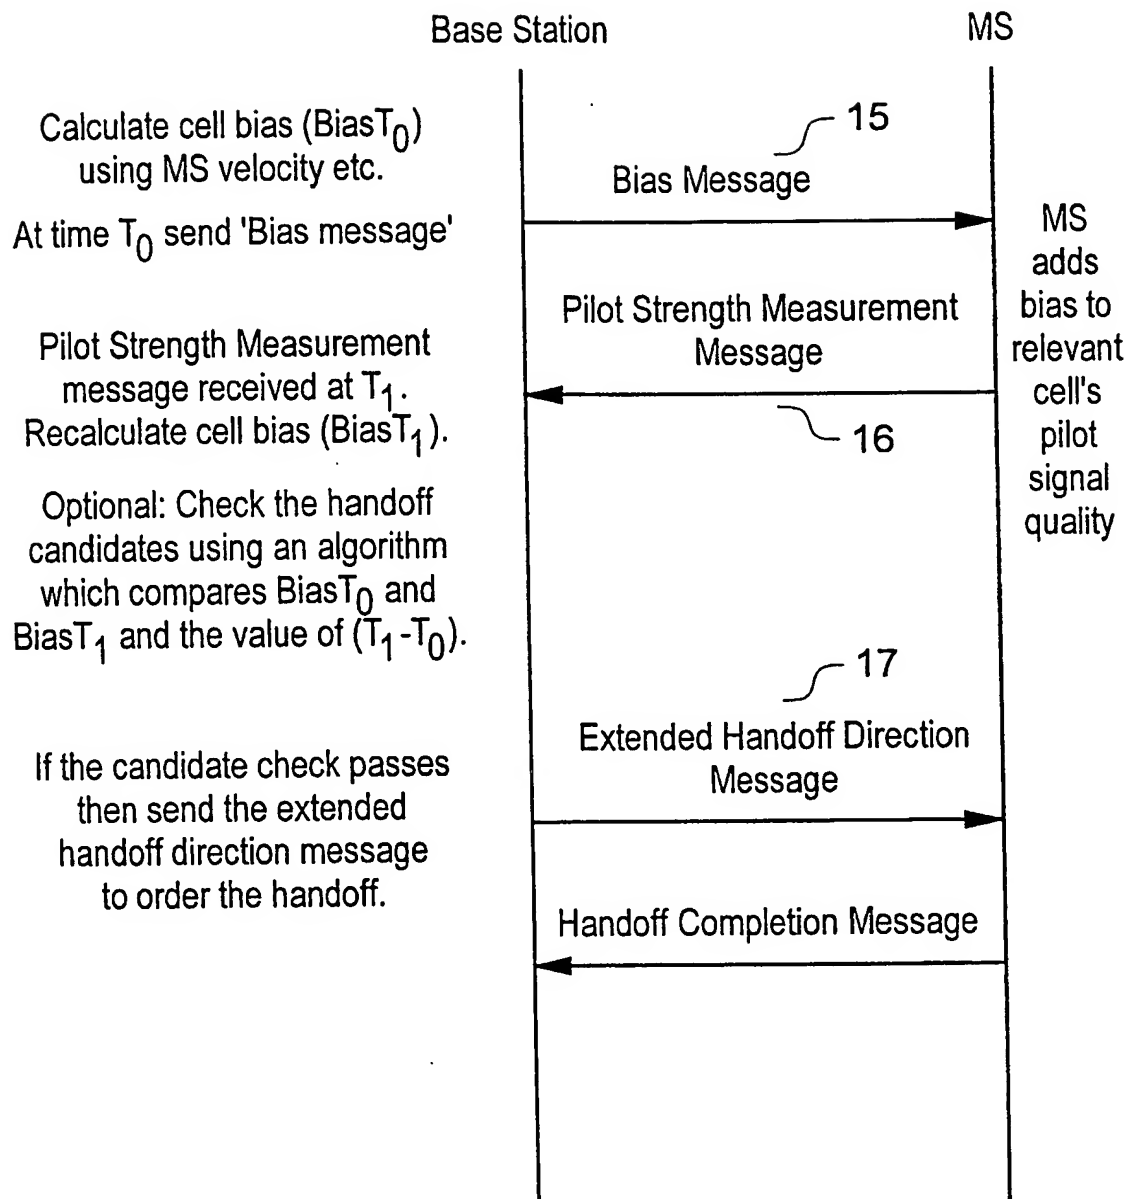 Base Station
MS
Calculate cell bias (BiasT0)
using MS velocity etc.
15
Bias Message
At time T0 send 'Bias message'
MS
adds
bias to
relevant
cell's
pilot
signal
quality
Pilot Strength Measurement
Message
Pilot Strength Measurement
message received at T1.
Recalculate cell bias (BiasT1).
16
Optional: Check the handoff
candidates using an algorithm
which compares BiasT0 and
BiasT1 and the value of (T1-T0).
17
Extended Handoff Direction
Message
If the candidate check passes
then send the extended
handoff direction message
to order the handoff.
Handoff Completion Message